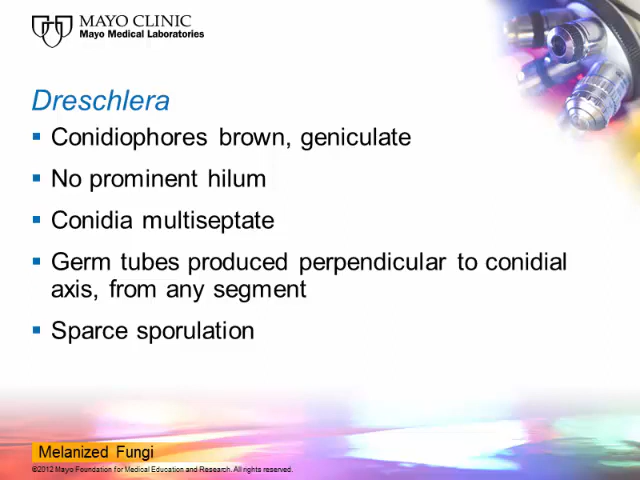 MAYO CLINIC
Mayo Medical Laboratories
Dreschlera
Conidiophores brown, geniculate
No prominent hilum
Conidia multiseptate
Germ tubes produced perpendicular to conidial
axis, from any segment
Sparce sporulation
Melanized Fungi
©2012 Mayo Foundation for Medical Education and Research. All rights reserved.